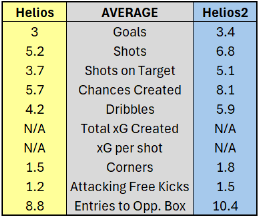 Helios AVERAGE Helios2
3 Goals 3.4
5.2 Shots 6.8
3.7 Shots on Target 5.1
5.7 Chances Created 8.1
4.2 Dribbles 5.9
N/A Total xG Created N/A
N/A xG per shot N/A
1.5 Corners 1.8
1.2 Attacking Free Kicks 1.5
8.8 Entries to Opp. Box 10.4